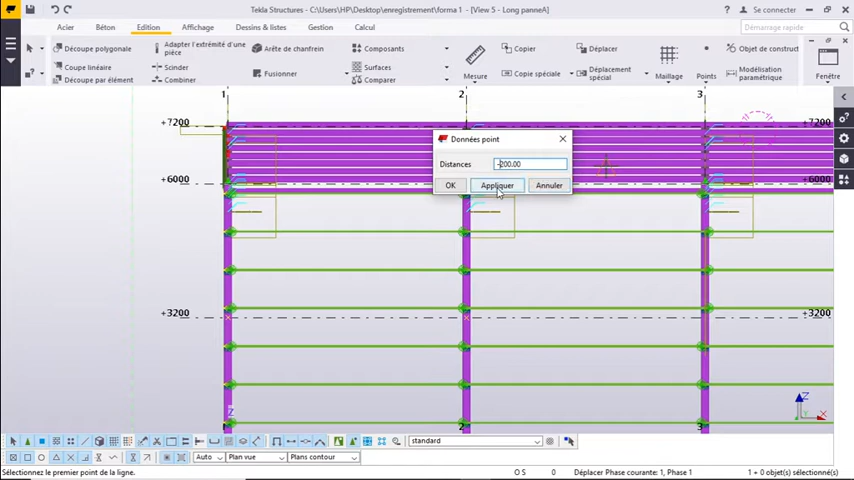 Tekla Structures - C:\Users\HP\Desktop\enregistrement\forma 1 - [View 5 - Long panneA]
Se connecter
Acier Béton Edition Affichage Dessins & listes Gestion Calcul
Recherche rapide
Découpe polygonale
Adapter l'extrémité d'une pièce
Arête de chanfrein
Composants
Copier
Déplacer
Objet de construct
Coupe linéaire
Scinder
Surfaces
Mesure
Copie spéciale
Déplacement spécial
Maillage
Points
Modélisation paramétrique
Fenêtre
Découpe par élément
Combiner
Fusionner
Comparer
1 2 3
+7200 +7200
Données point
Distances -200.00
OK Appliquer Annuler
+6000 +6000
+3200 +3200
Z
2 3
Z
Y X
standard
Auto Plan vue Plans contour
Sélectionnez le premier point de la ligne.
O S 0 Déplacer Phase courante: 1, Phase 1 1 + 0 objet(s) sélectionné(s)